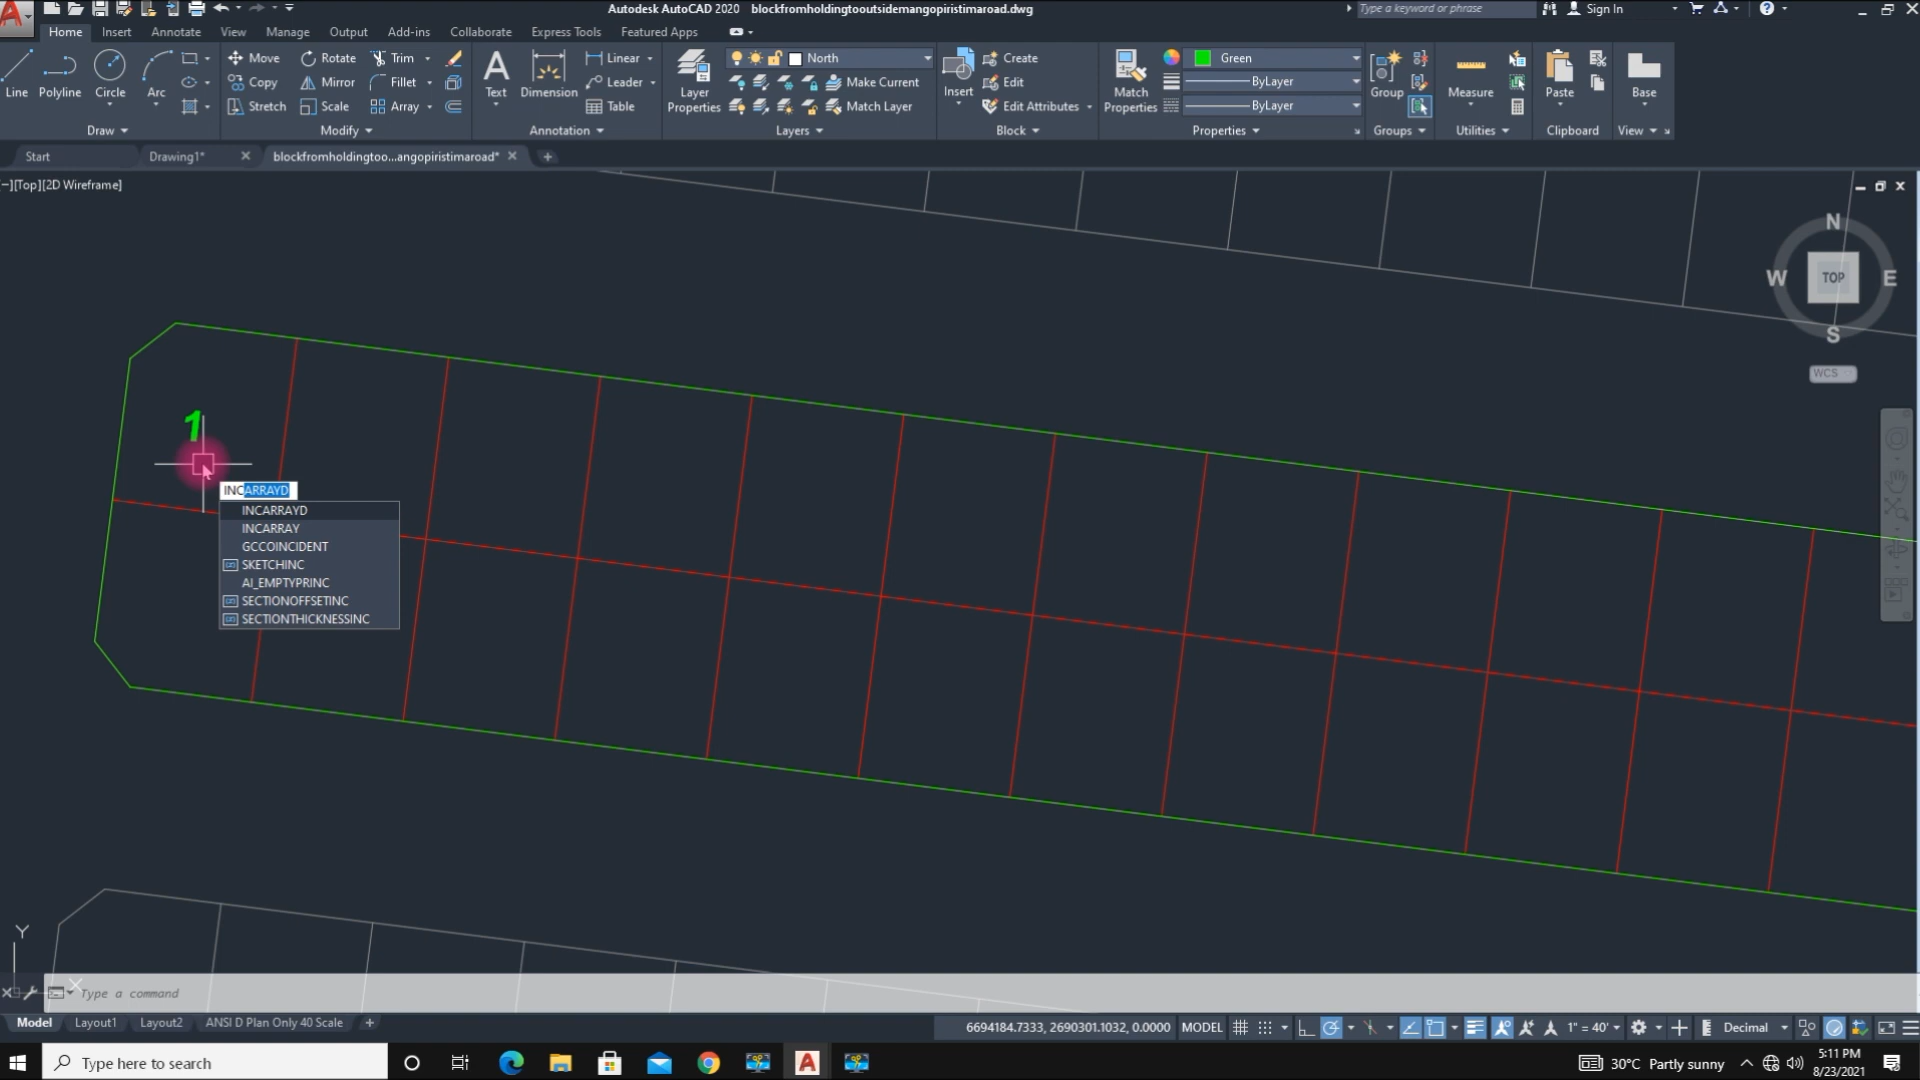 Autodesk AutoCAD 2020 blockfromholdingtooutsidemangopiristimaroad.dwg
Type a keyword or phrase
Sign In
Home Insert Annotate View Manage Output Add-ins Collaborate Express Tools Featured Apps
Line Polyline Circle Arc
Move Rotate Trim
Copy Mirror Fillet
Stretch Scale Array
Text Dimension
Linear
Leader
Table
Layer Properties
North
Make Current
Match Layer
Insert
Create
Edit
Edit Attributes
Match Properties
Green
ByLayer
ByLayer
Group
Measure
Paste
Base
Draw Modify Annotation Layers Block Properties Groups Utilities Clipboard View
Start Drawing1* blockfromholdingtoo...angopiristimaroad*
[−][Top][2D Wireframe]
N
W TOP E
S
WCS
1
INCARRAYD
INCARRAYD
INCARRAY
GCCOINCIDENT
SKETCHINC
AI_EMPTYPRINC
SECTIONOFFSETINC
SECTIONTHICKNESSINC
Y
Type a command
Model Layout1 Layout2 ANSI D Plan Only 40 Scale
6694184.7333, 2690301.1032, 0.0000 MODEL 1" = 40' Decimal
Type here to search
30°C Partly sunny
5:11 PM
8/23/2021